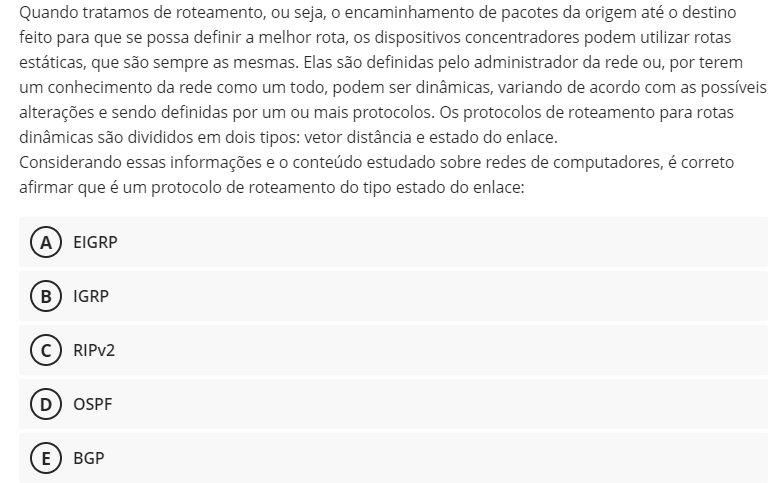 Quando tratamos de roteamento, ou seja, o encaminhamento de pacotes da origem até o destino
feito para que se possa definir a melhor rota, os dispositivos concentradores podem utilizar rotas
estáticas, que são sempre as mesmas. Elas são definidas pelo administrador da rede ou, por terem
um conhecimento da rede como um todo, podem ser dinâmicas, variando de acordo com as possíveis
alterações e sendo definidas por um ou mais protocolos. Os protocolos de roteamento para rotas
dinâmicas são divididos em dois tipos: vetor distância e estado do enlace.
Considerando essas informações e o conteúdo estudado sobre redes de computadores, é correto
afirmar que é um protocolo de roteamento do tipo estado do enlace:
A EIGRP
B IGRP
C RIPv2
D OSPF
E BGP